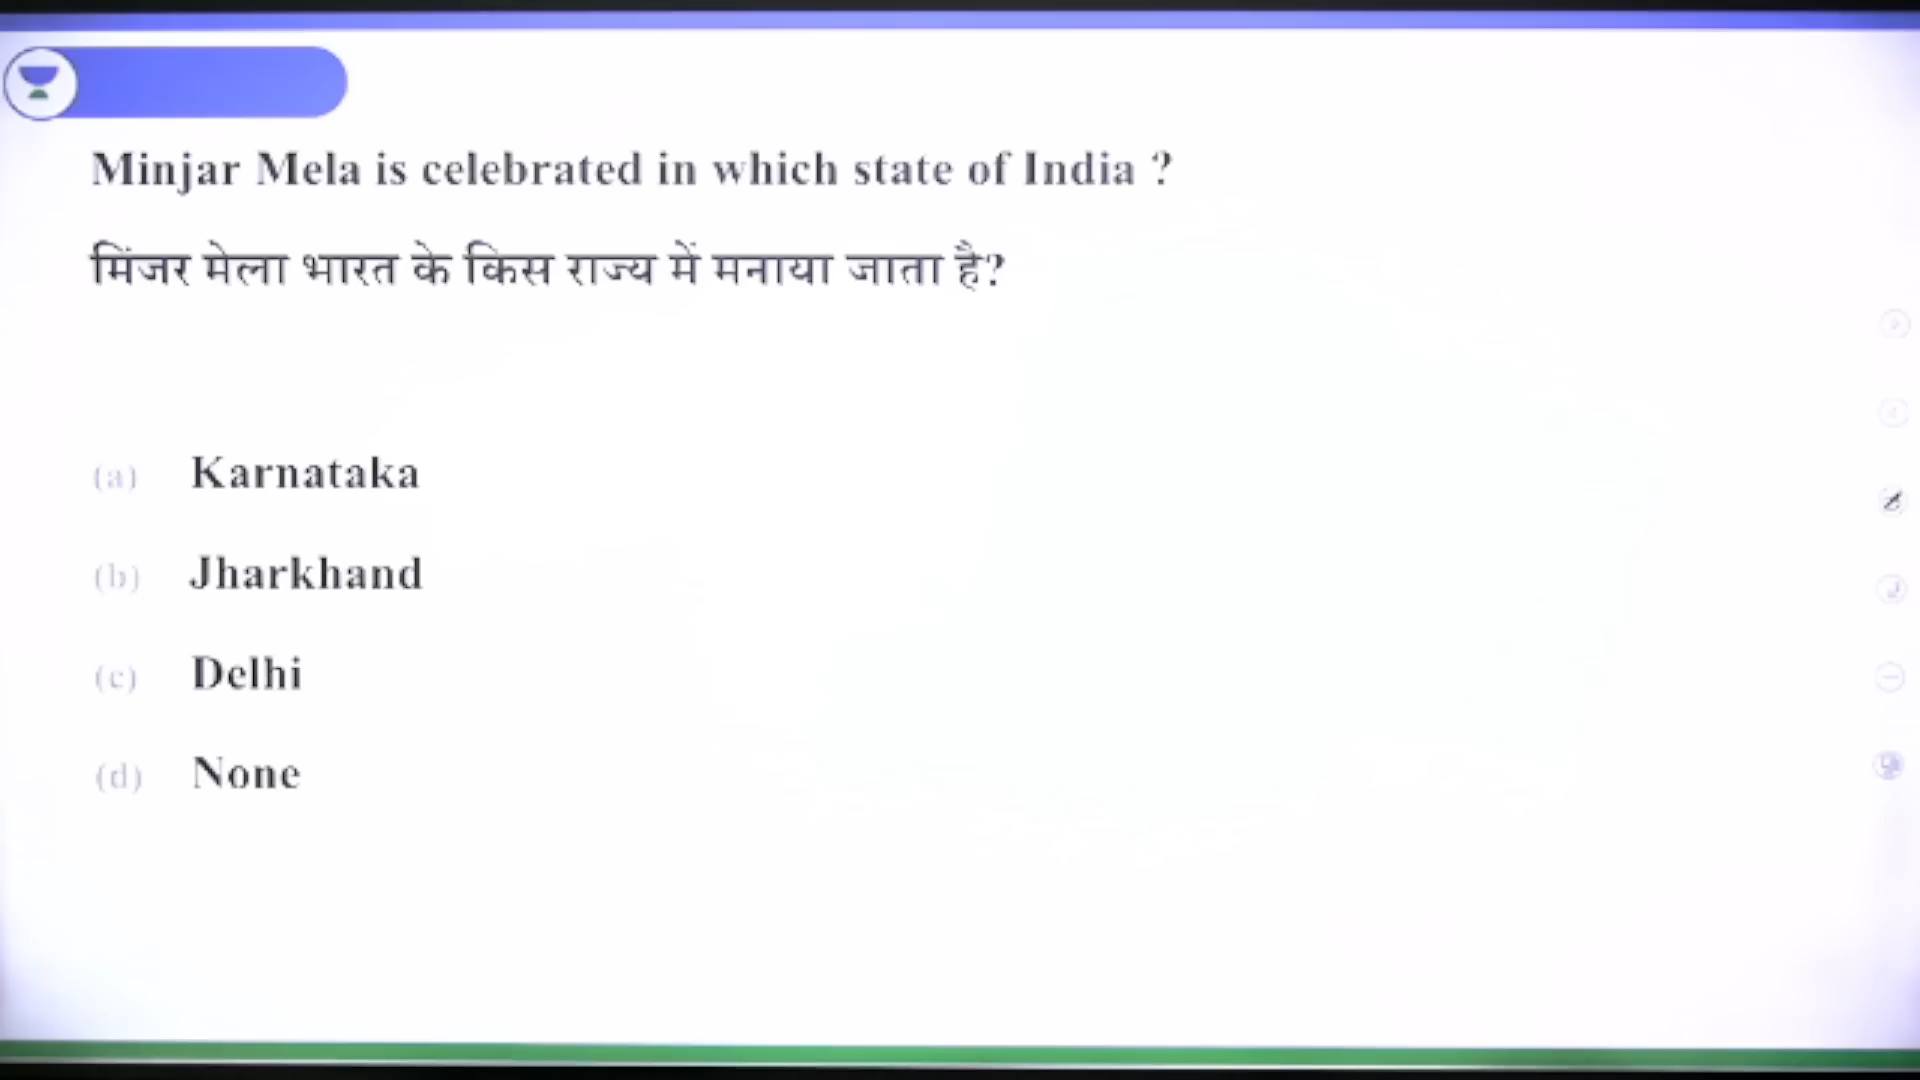 Minjar Mela is celebrated in which state of India ?
मिंजर मेला भारत के किस राज्य में मनाया जाता है?
(a) Karnataka
(b) Jharkhand
(c) Delhi
(d) None